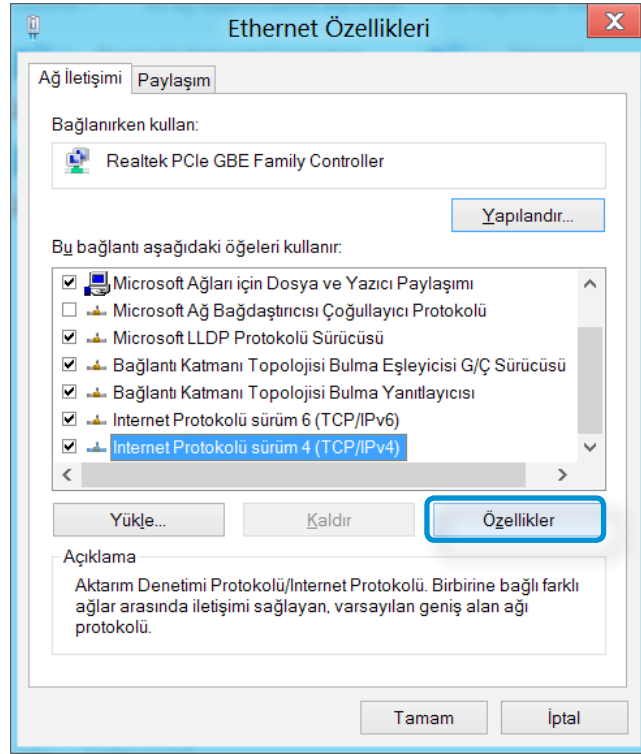 Ethernet Özellikleri
X
Ağ İletişimi Paylaşım
Bağlanırken kullan:
Realtek PCIe GBE Family Controller
Yapılandır...
Bu bağlantı aşağıdaki öğeleri kullanır:
Microsoft Ağları için Dosya ve Yazıcı Paylaşımı
Microsoft Ağ Bağdaştırıcısı Çoğullayıcı Protokolü
Microsoft LLDP Protokolü Sürücüsü
Bağlantı Katmanı Topolojisi Bulma Eşleyicisi G/Ç Sürücüsü
Bağlantı Katmanı Topolojisi Bulma Yanıtlayıcısı
Internet Protokolü sürüm 6 (TCP/IPv6)
Internet Protokolü sürüm 4 (TCP/IPv4)
Yükle... Kaldır Özellikler
Açıklama
Aktarım Denetimi Protokolü/Internet Protokolü. Birbirine bağlı farklı
ağlar arasında iletişimi sağlayan, varsayılan geniş alan ağı
protokolü.
Tamam İptal